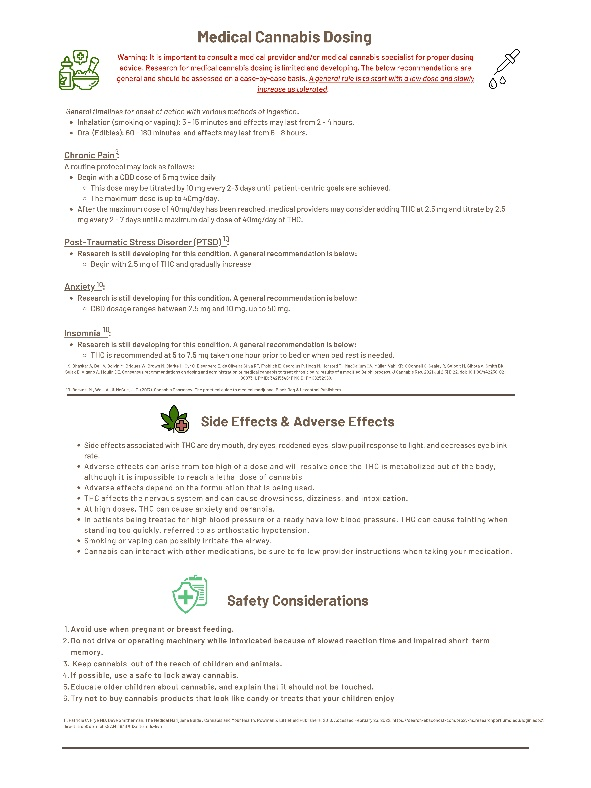 Medical Cannabis Dosing
Warning: It is important to consult a medical provider and/or medical cannabis specialist for proper dosing
advice. Research for medical cannabis dosing is limited and developing. The below recommendations are
general and should be assessed on a case-by-case basis. A general rule is to start with a low dose and slowly
increase as tolerated.
General timelines for onset of action with various methods of ingestion.
• Inhalation (smoking or vaping): 3 - 15 minutes and effects may last from 2 - 4 hours.
• Oral (Edibles): 60 - 180 minutes and effects may last from 6 - 8 hours.
Chronic Pain :
A routine protocol may look as follows:
• Begin with a CBD dose of 5 mg twice daily
○ This dose may be titrated by 10 mg every 2-3 days until patient-centric goals are achieved.
○ The maximum dose is up to 40mg/day.
• After the maximum dose of 40mg/day has been reached, medical providers may consider adding THC at 2.5 mg and titrate by 2.5
mg every 2 - 7 days until a maximum daily dose of 40mg/day of THC.
Post-Traumatic Stress Disorder (PTSD) :
• Research is still developing for this condition. A general recommendation is below:
○ Begin with 2.5 mg of THC and gradually increase
Anxiety :
• Research is still developing for this condition. A general recommendation is below:
○ CBD dosage ranges between 2.5 mg and 10 mg, up to 50 mg.
Insomnia :
• Research is still developing for this condition. A general recommendation is below:
○ THC is recommended at 5 to 7.5 mg taken one hour prior to bed or when bed rest is needed.
Side Effects & Adverse Effects
• Side effects associated with THC are dry mouth, dry eyes, reddened eyes, slow pupil response to light, and decreases eye blink
rate.
• Adverse effects can arise from too high of a dose and will resolve once the THC is metabolized out of the body,
although it is impossible to reach a lethal dose of cannabis
• Adverse effects depend on the formulation that is being used.
• THC affects the nervous system and can cause drowsiness, dizziness, and intoxication.
• At high doses, THC can cause anxiety and paranoia.
• In patients being treated for high blood pressure or already have low blood pressure, THC can cause fainting when
standing too quickly, referred to as orthostatic hypotension.
• Smoking or vaping can possibly irritate the airway.
• Cannabis can interact with other medications, be sure to follow provider instructions when taking your medication.
Safety Considerations
1. Avoid use when pregnant or breast feeding.
2. Do not drive or operating machinery while intoxicated because of slowed reaction time and impaired short-term
memory.
3. Keep cannabis out of the reach of children and animals.
4. If possible, use a safe to lock away cannabis.
5. Educate older children about cannabis, and explain that it should not be touched.
6. Try not to buy cannabis products that look like candy or treats that your children enjoy